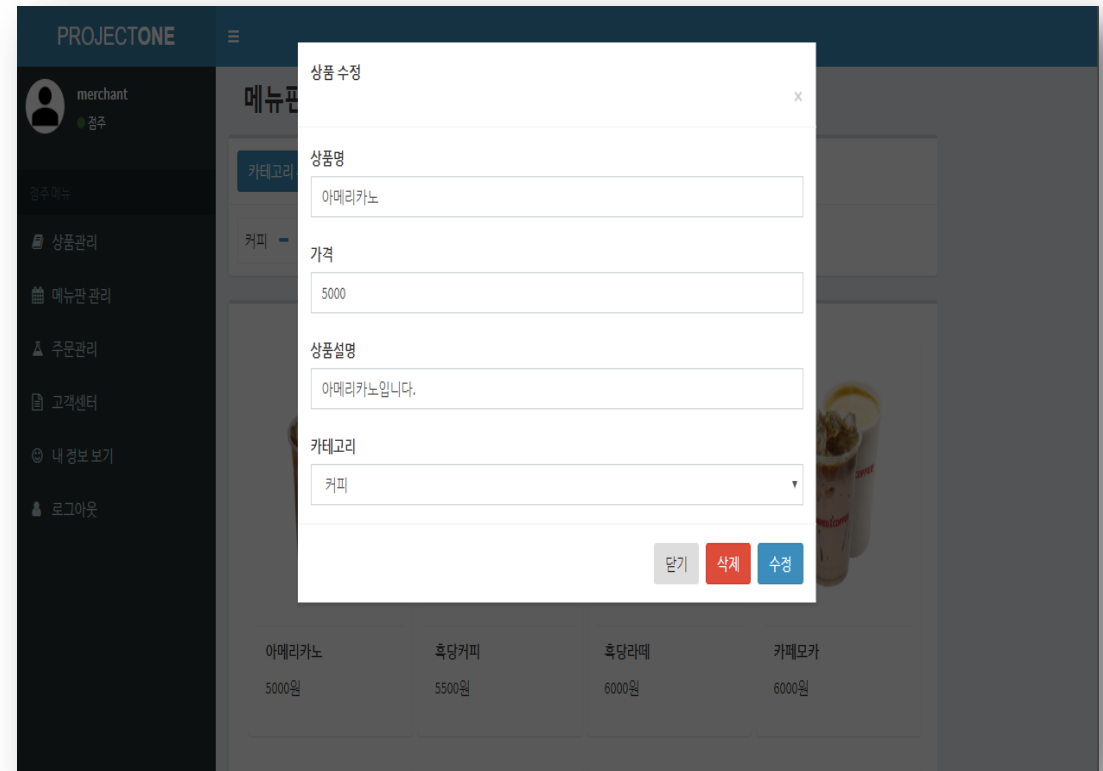 PROJECTONE
merchant
점주
점주 메뉴
상품관리
메뉴판 관리
주문관리
고객센터
내 정보 보기
로그아웃
메뉴판
카테고리
커피
상품 수정
×
상품명
아메리카노
가격
5000
상품설명
아메리카노입니다.
카테고리
커피
닫기 삭제 수정
아메리카노 흑당커피 흑당라떼 카페모카
5000원 5500원 6000원 6000원